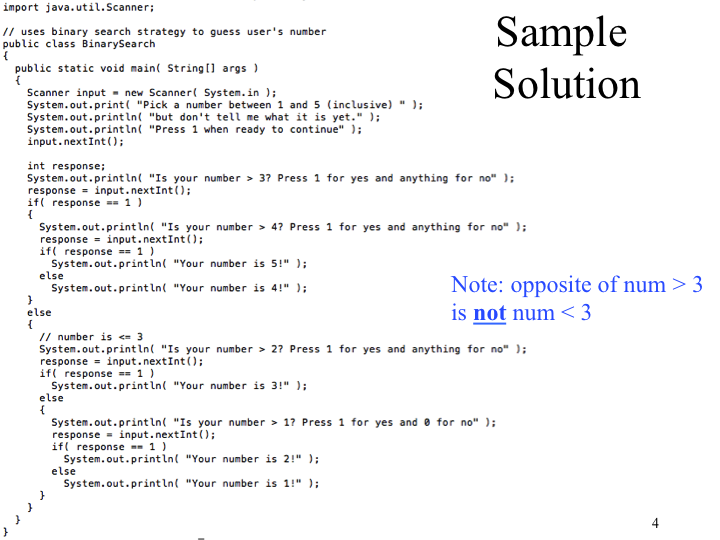 import java.util.Scanner;
// uses binary search strategy to guess user's number
public class BinarySearch
{
public static void main( String[] args )
{
Scanner input = new Scanner( System.in );
System.out.print( "Pick a number between 1 and 5 (inclusive) " );
System.out.println( "but don't tell me what it is yet." );
System.out.println( "Press 1 when ready to continue" );
input.nextInt();
int response;
System.out.println( "Is your number > 3? Press 1 for yes and anything for no" );
response = input.nextInt();
if( response == 1 )
{
System.out.println( "Is your number > 4? Press 1 for yes and anything for no" );
response = input.nextInt();
if( response == 1 )
System.out.println( "Your number is 5!" );
else
System.out.println( "Your number is 4!" );
}
else
{
// number is <= 3
System.out.println( "Is your number > 2? Press 1 for yes and anything for no" );
response = input.nextInt();
if( response == 1 )
System.out.println( "Your number is 3!" );
else
{
System.out.println( "Is your number > 1? Press 1 for yes and 0 for no" );
response = input.nextInt();
if( response == 1 )
System.out.println( "Your number is 2!" );
else
System.out.println( "Your number is 1!" );
}
}
}
}
Sample
Solution
Note: opposite of num > 3
is not num < 3
4